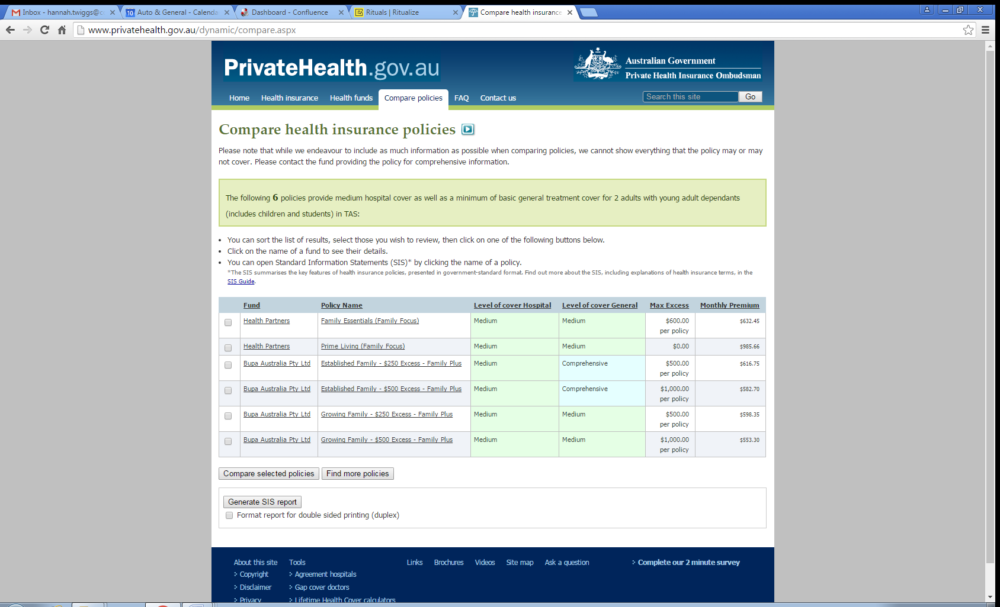 Inbox - hannah.twiggs@c
10 Auto & General - Calenda
Dashboard - Confluence
Rituals | Ritualize
Compare health insurance
www.privatehealth.gov.au/dynamic/compare.aspx
PrivateHealth.gov.au
Australian Government
Private Health Insurance Ombudsman
Home Health insurance Health funds Compare policies FAQ Contact us
Search this site Go
Compare health insurance policies
Please note that while we endeavour to include as much information as possible when comparing policies, we cannot show everything that the policy may or may
not cover. Please contact the fund providing the policy for comprehensive information.
The following 6 policies provide medium hospital cover as well as a minimum of basic general treatment cover for 2 adults with young adult dependants
(includes children and students) in TAS:
• You can sort the list of results, select those you wish to review, then click on one of the following buttons below.
• Click on the name of a fund to see their details.
• You can open Standard Information Statements (SIS)* by clicking the name of a policy.
*The SIS summarises the key features of health insurance policies, presented in government-standard format. Find out more about the SIS, including explanations of health insurance terms, in the
SIS Guide.
Fund Policy Name Level of cover Hospital Level of cover General Max Excess Monthly Premium
Health Partners Family Essentials (Family Focus) Medium Medium $600.00 $632.45
per policy
Health Partners Prime Living (Family Focus) Medium Medium $0.00 $985.66
Bupa Australia Pty Ltd Established Family - $250 Excess - Family Plus Medium Comprehensive $500.00 $616.75
per policy
Bupa Australia Pty Ltd Established Family - $500 Excess - Family Plus Medium Comprehensive $1,000.00 $582.70
per policy
Bupa Australia Pty Ltd Growing Family - $250 Excess - Family Plus Medium Medium $500.00 $598.35
per policy
Bupa Australia Pty Ltd Growing Family - $500 Excess - Family Plus Medium Medium $1,000.00 $553.30
per policy
Compare selected policies Find more policies
Generate SIS report
Format report for double sided printing (duplex)
About this site Tools Links Brochures Videos Site map Ask a question Complete our 2 minute survey
Copyright Agreement hospitals
Disclaimer Gap cover doctors
Privacy Lifetime Health Cover calculators